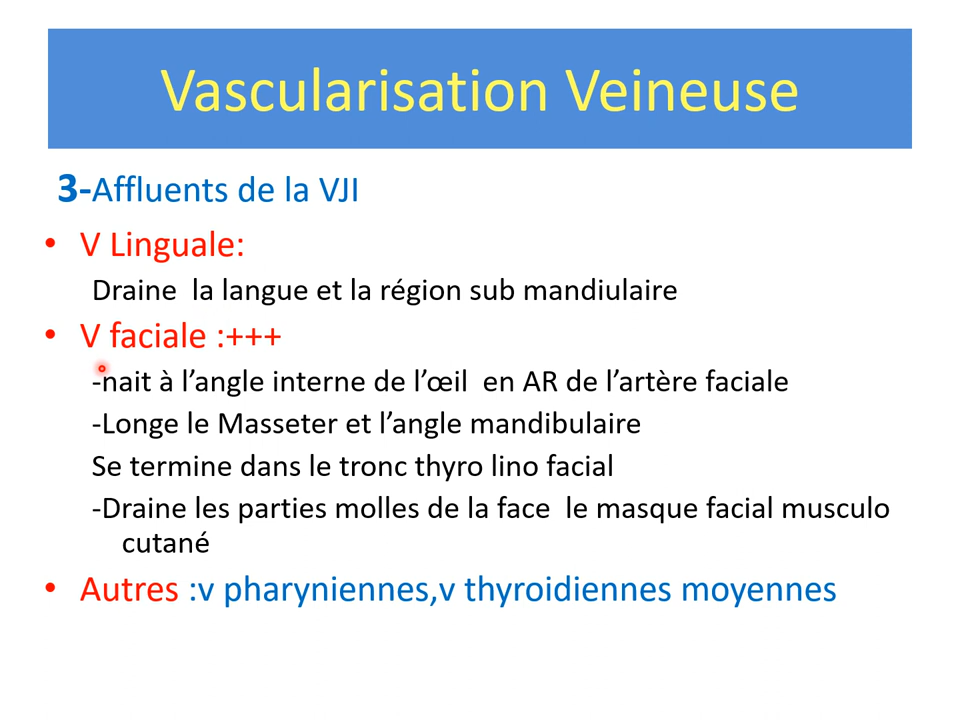 Vascularisation Veineuse
3-Affluents de la VJI
• V Linguale:
Draine la langue et la région sub mandiulaire
• V faciale :+++
-nait à l’angle interne de l’œil en AR de l’artère faciale
-Longe le Masseter et l’angle mandibulaire
Se termine dans le tronc thyro lino facial
-Draine les parties molles de la face le masque facial musculo
cutané
• Autres :v pharyniennes,v thyroidiennes moyennes